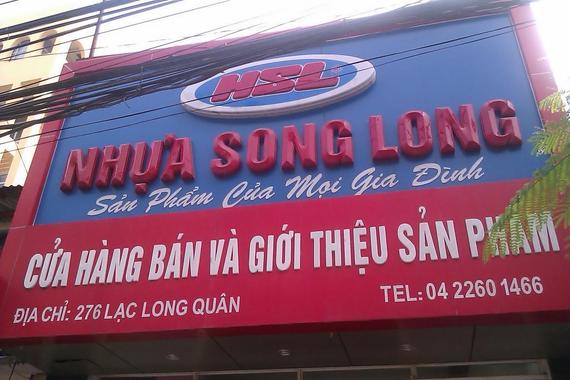 NSL
NHỰA SONG LONG
Sản Phẩm Của Mọi Gia Đình
CỬA HÀNG BÁN VÀ GIỚI THIỆU SẢN PHẨM
ĐỊA CHỈ: 276 LẠC LONG QUÂN
TEL: 04 2260 1466